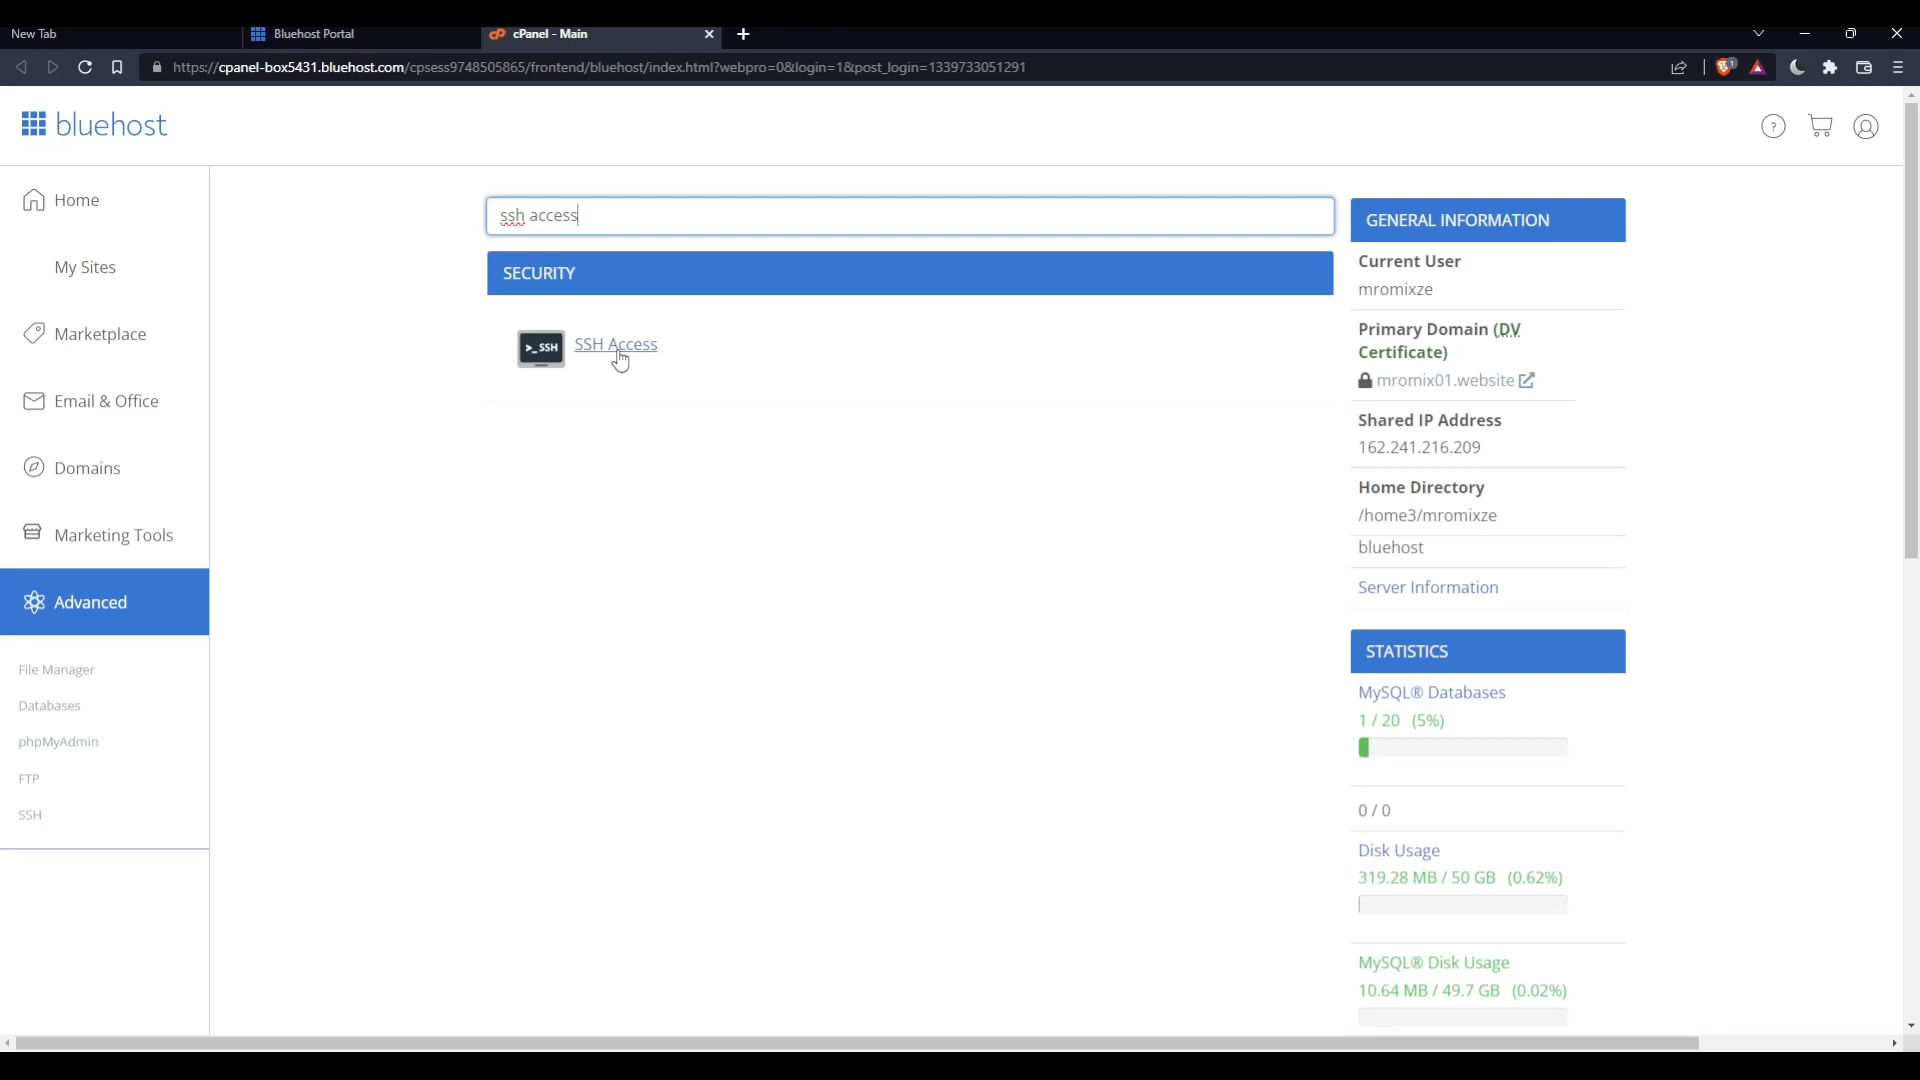 New Tab
Bluehost Portal
cPanel - Main
https://cpanel-box5431.bluehost.com/cpsess9748505865/frontend/bluehost/index.html?webpro=0&login=1&post_login=1339733051291
1
bluehost
?
Home
My Sites
Marketplace
Email & Office
Domains
Marketing Tools
Advanced
File Manager
Databases
phpMyAdmin
FTP
SSH
ssh access
SECURITY
>_ SSH
SSH Access
GENERAL INFORMATION
Current User
mromixze
Primary Domain (DV
Certificate)
mromix01.website
Shared IP Address
162.241.216.209
Home Directory
/home3/mromixze
bluehost
Server Information
STATISTICS
MySQL® Databases
1 / 20 (5%)
0 / 0
Disk Usage
319.28 MB / 50 GB (0.62%)
MySQL® Disk Usage
10.64 MB / 49.7 GB (0.02%)